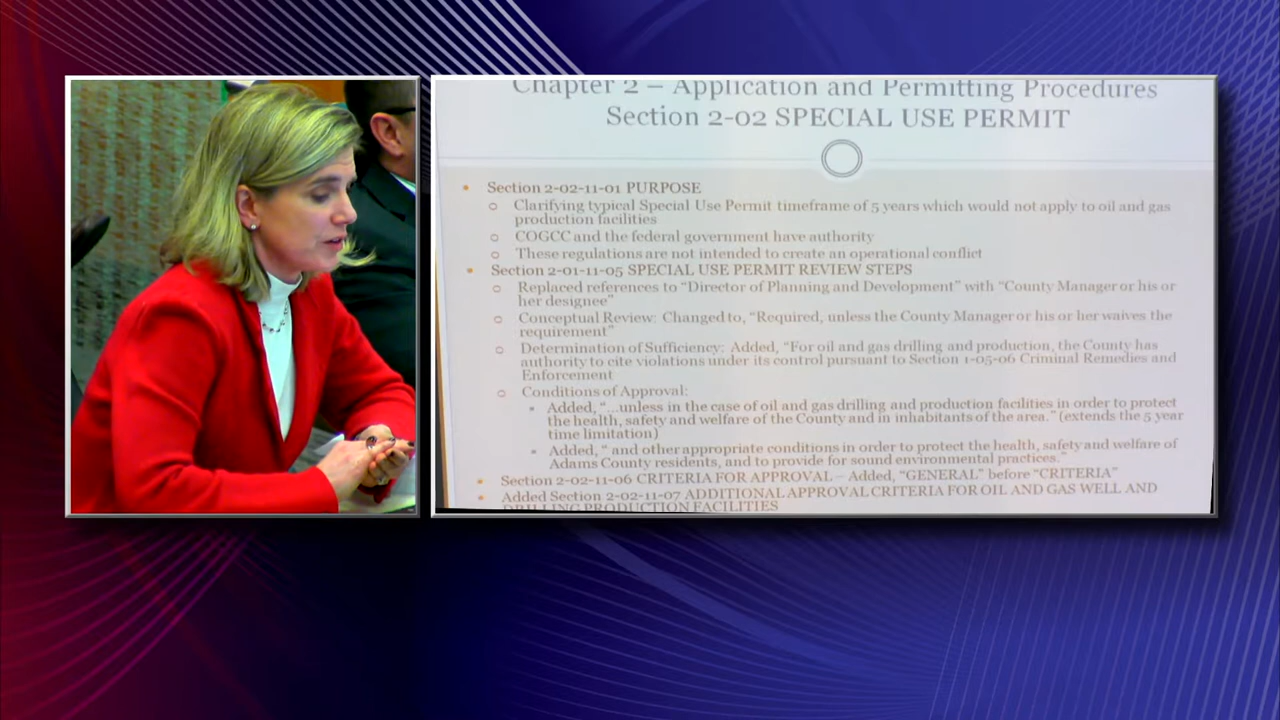 Chapter 2 – Application and Permitting Procedures
Section 2-02 SPECIAL USE PERMIT
Section 2-02-11-01 PURPOSE
Clarifying typical Special Use Permit timeframe of 5 years which would not apply to oil and gas
production facilities
COGCC and the federal government have authority
These regulations are not intended to create an operational conflict
Section 2-01-11-05 SPECIAL USE PERMIT REVIEW STEPS
Replaced references to “Director of Planning and Development” with “County Manager or his or
her designee”
Conceptual Review: Changed to, “Required, unless the County Manager or his or her waives the
requirement”
Determination of Sufficiency: Added, “For oil and gas drilling and production, the County has
authority to cite violations under its control pursuant to Section 1-05-06 Criminal Remedies and
Enforcement
Conditions of Approval:
Added, “...unless in the case of oil and gas drilling and production facilities in order to protect
the health, safety and welfare of the County and in inhabitants of the area.” (extends the 5 year
time limitation)
Added, “ and other appropriate conditions in order to protect the health, safety and welfare of
Adams County residents, and to provide for sound environmental practices.”
Section 2-02-11-06 CRITERIA FOR APPROVAL – Added, “GENERAL” before “CRITERIA”
Added Section 2-02-11-07 ADDITIONAL APPROVAL CRITERIA FOR OIL AND GAS WELL AND
DRILLING PRODUCTION FACILITIES